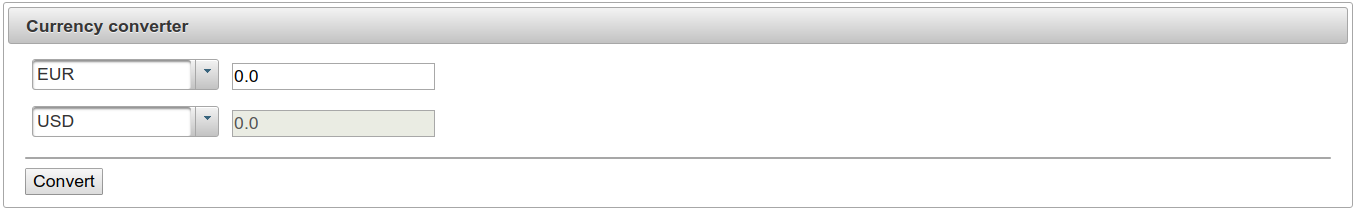 Currency converter
EUR 0.0
USD 0.0
Convert